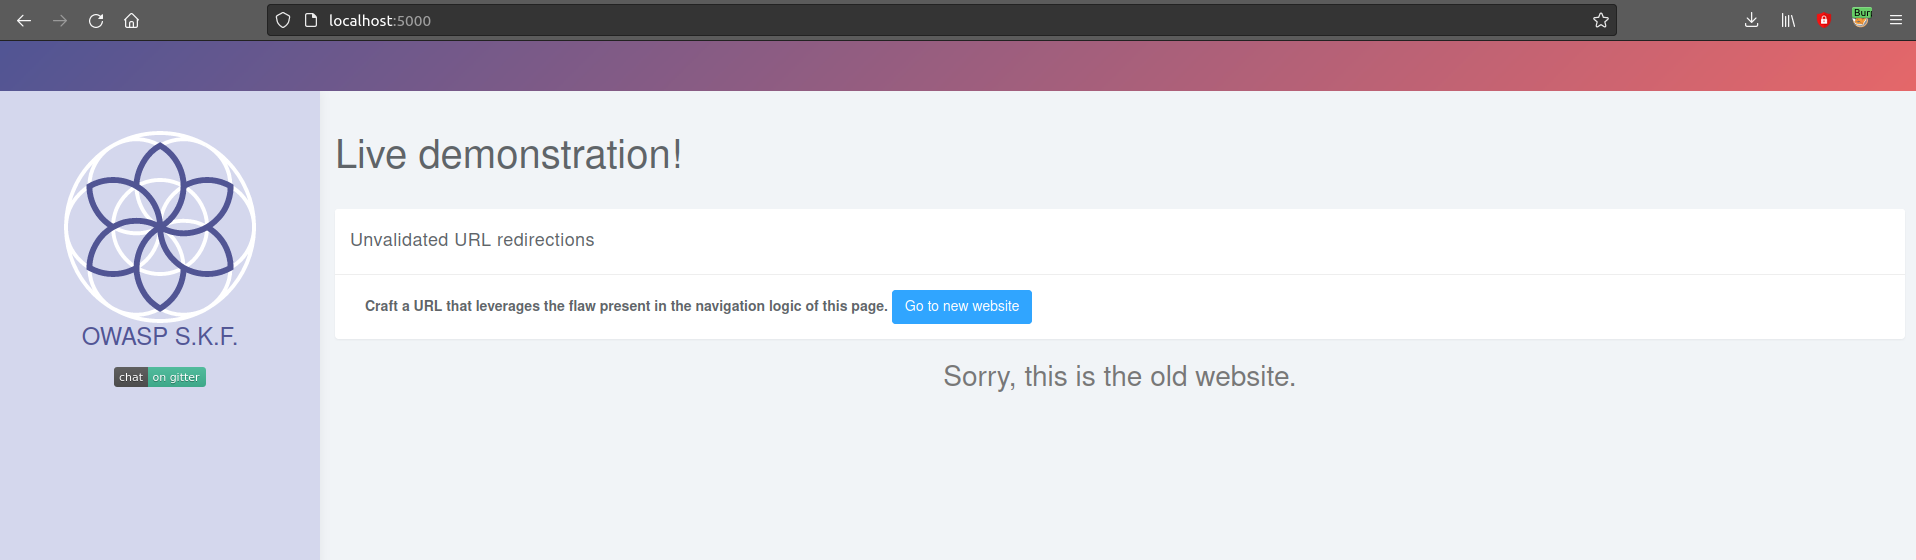 localhost:5000
Bur
Live demonstration!
Unvalidated URL redirections
Craft a URL that leverages the flaw present in the navigation logic of this page. Go to new website
OWASP S.K.F.
chat on gitter
Sorry, this is the old website.